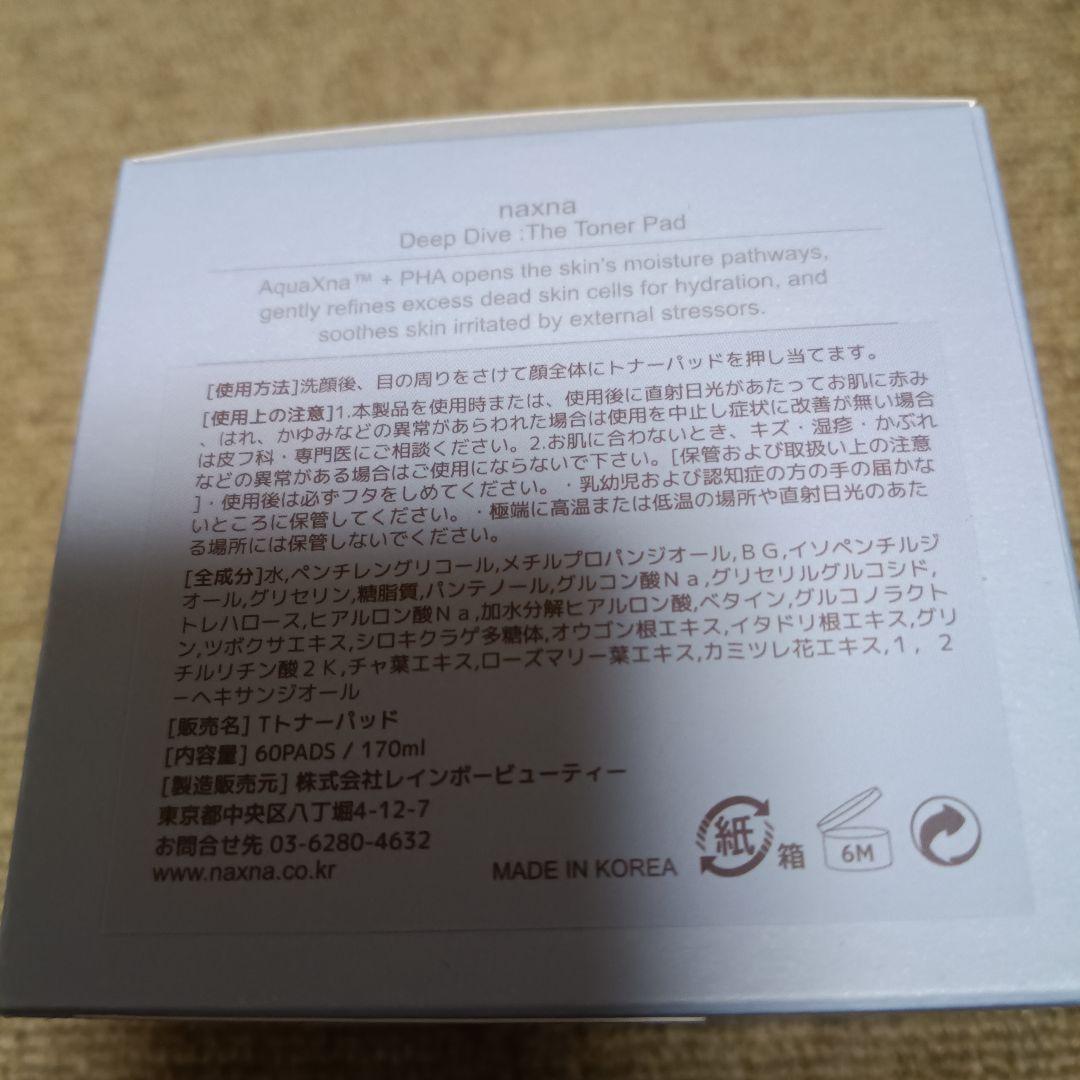 naxna
Deep Dive :The Toner Pad
AquaXna™ + PHA opens the skin's moisture pathways,
gently refines excess dead skin cells for hydration, and
soothes skin irritated by external stressors.
[使用方法]洗顔後、目の周りをさけて顔全体にトナーパッドを押し当てます。
[使用上の注意]1.本製品を使用時または、使用後に直射日光があたってお肌に赤み
、はれ、かゆみなどの異常があらわれた場合は使用を中止し症状に改善が無い場合
は皮フ科・専門医にご相談ください。2.お肌に合わないとき、キズ・湿疹・かぶれ
などの異常がある場合はご使用にならないで下さい。[保管および取扱い上の注意
]・使用後は必ずフタをしめてください。・乳幼児および認知症の方の手の届かな
いところに保管してください。・極端に高温または低温の場所や直射日光のあた
る場所には保管しないでください。
[全成分]水,ペンチレングリコール,メチルプロパンジオール,ＢＧ,イソペンチルジ
オール,グリセリン,糖脂質,パンテノール,グルコン酸Ｎａ,グリセリルグルコシド,
トレハロース,ヒアルロン酸Ｎａ,加水分解ヒアルロン酸,ベタイン,グルコノラクト
ン,ツボクサエキス,シロキクラゲ多糖体,オウゴン根エキス,イタドリ根エキス,グリ
チルリチン酸２Ｋ,チャ葉エキス,ローズマリー葉エキス,カミツレ花エキス,１，２
－ヘキサンジオール
[販売名] Tトナーパッド
[内容量] 60PADS / 170ml
[製造販売元] 株式会社レインボービューティー
東京都中央区八丁堀4-12-7
お問合せ先 03-6280-4632
www.naxna.co.kr
MADE IN KOREA
紙
箱
6M